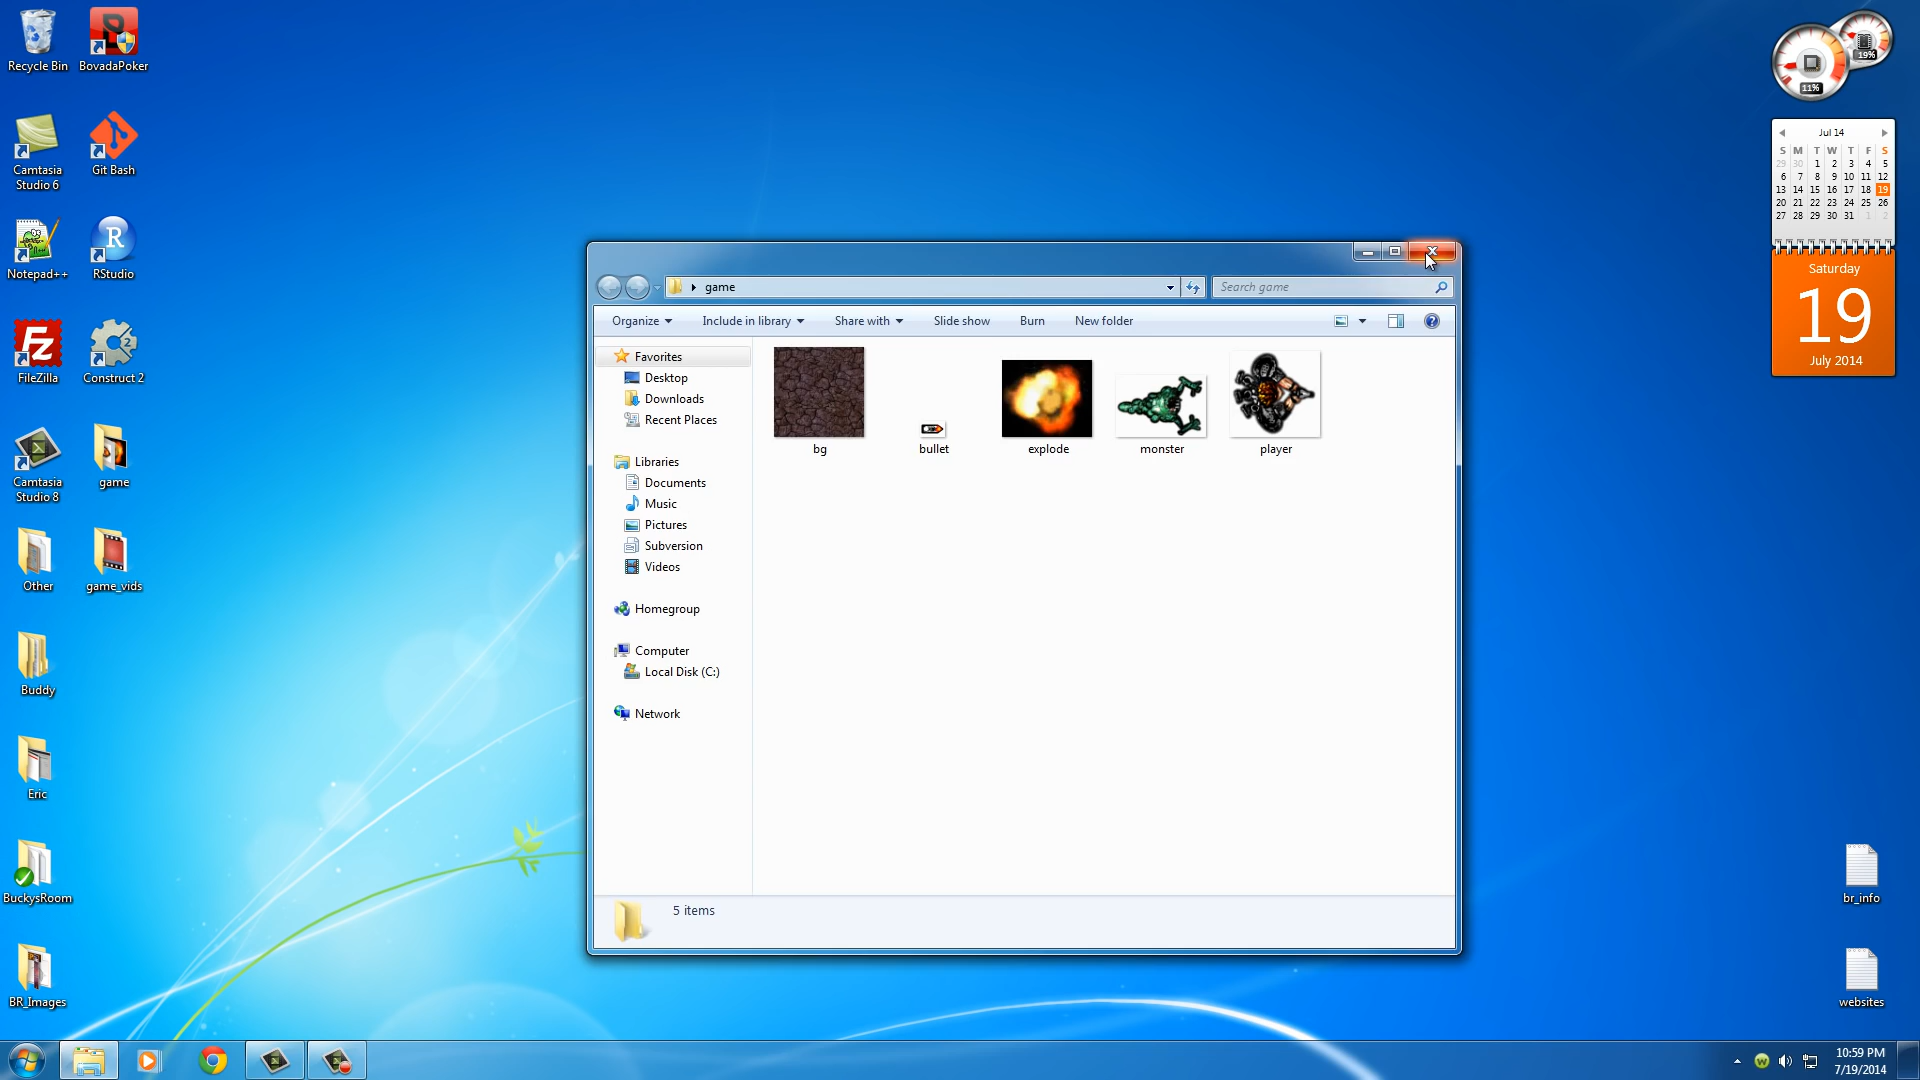 Recycle Bin
BovadaPoker
Camtasia
Studio 6
Git Bash
Notepad++
RStudio
FileZilla
Construct 2
Camtasia
Studio 8
game
Other
game_vids
Buddy
Eric
BuckysRoom
BR_Images
game
Search game
Organize
Include in library
Share with
Slide show
Burn
New folder
Favorites
Desktop
Downloads
Recent Places
Libraries
Documents
Music
Pictures
Subversion
Videos
Homegroup
Computer
Local Disk (C:)
Network
bg
bullet
explode
monster
player
5 items
19%
11%
Jul 14
S M T W T F S
29 30 1 2 3 4 5
6 7 8 9 10 11 12
13 14 15 16 17 18 19
20 21 22 23 24 25 26
27 28 29 30 31 1 2
Saturday
19
July 2014
br_info
websites
10:59 PM
7/19/2014